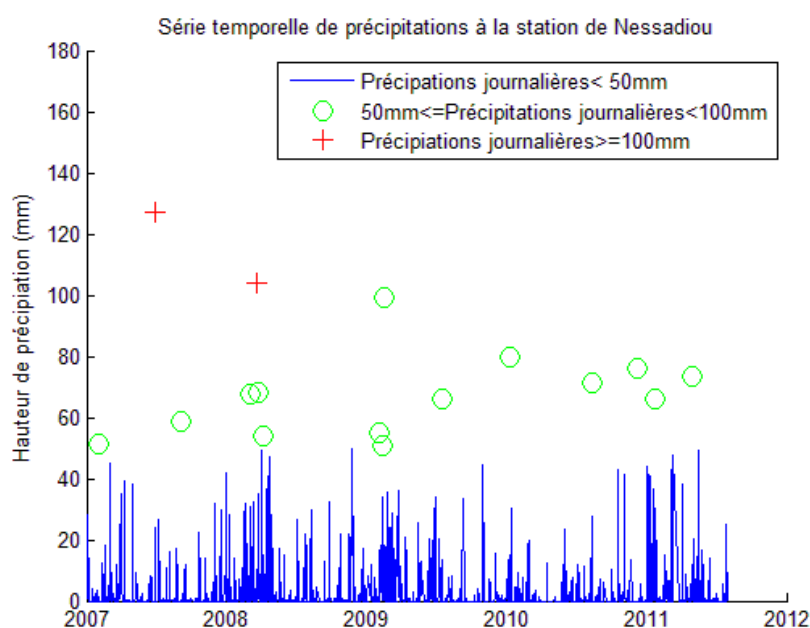 Série temporelle de précipitations à la station de Nessadiou
180
160
140
120
100
80
60
40
20
0
Hauteur de précipiation (mm)
Précipations journalières< 50mm
50mm<=Précipitations journalières<100mm
Précipiations journalières>=100mm
2007 2008 2009 2010 2011 2012